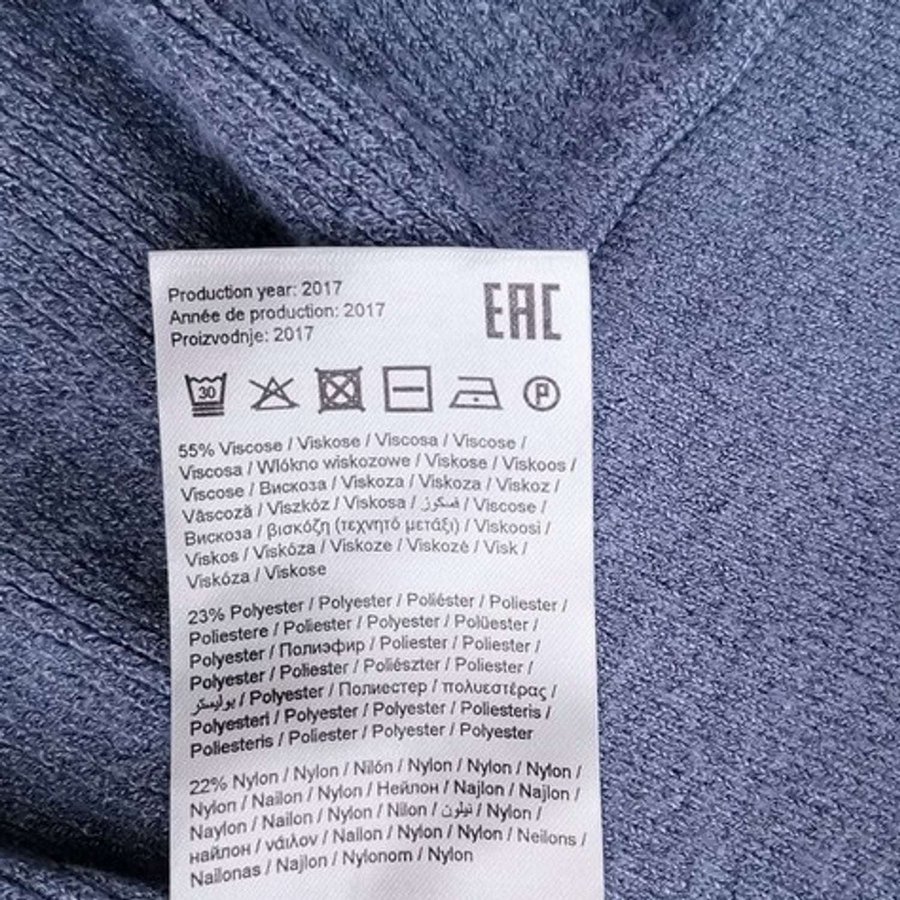 Production year: 2017
Année de production: 2017
Proizvodnje: 2017
EAC
30
P
55% Viscose / Viskose / Viscosa / Viscose /
Viscosa / Wlókno wiskozowe / Viskose / Viskoos /
Viscose / Вискоза / Viskoza / Viskoza / Viskoz /
Vâscoză / Viszkóz / Viskosa / فسكوز / Viscose /
Вискоза / βισκόζη (τεχνητό μετάξι) / Viskoosi /
Viskos / Viskóza / Viskoze / Viskozė / Visk /
Viskóza / Viskose
23% Polyester / Polyester / Poliéster / Poliester /
Poliestere / Poliester / Polyester / Polüester /
Polyester / Полиэфир / Poliester / Poliester /
Polyester / Poliester / Poliészter / Poliester /
بوليستر / Polyester / Полиестер / πολυεστέρας /
Polyesteri / Polyester / Polyester / Poliesteris /
Poliesteris / Poliester / Polyester / Polyester
22% Nylon / Nylon / Nilón / Nylon / Nylon / Nylon /
Nylon / Nailon / Nylon / Нейлон / Najlon / Najlon /
Naylon / Nailon / Nylon / Nilon / نيلون / Nylon /
найлон / νάιλον / Nailon / Nylon / Nylon / Neilons /
Nailonas / Najlon / Nylonom / Nylon